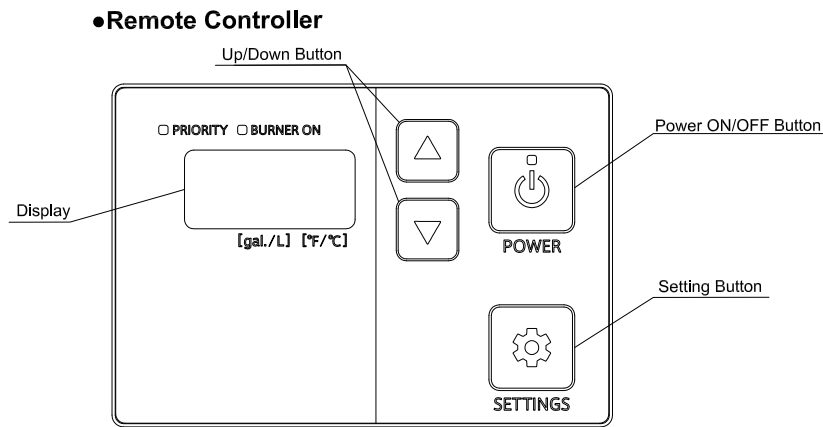 ●Remote Controller
Up/Down Button
PRIORITY BURNER ON
Power ON/OFF Button
Display
[gal./L] [°F/°C]
POWER
Setting Button
SETTINGS